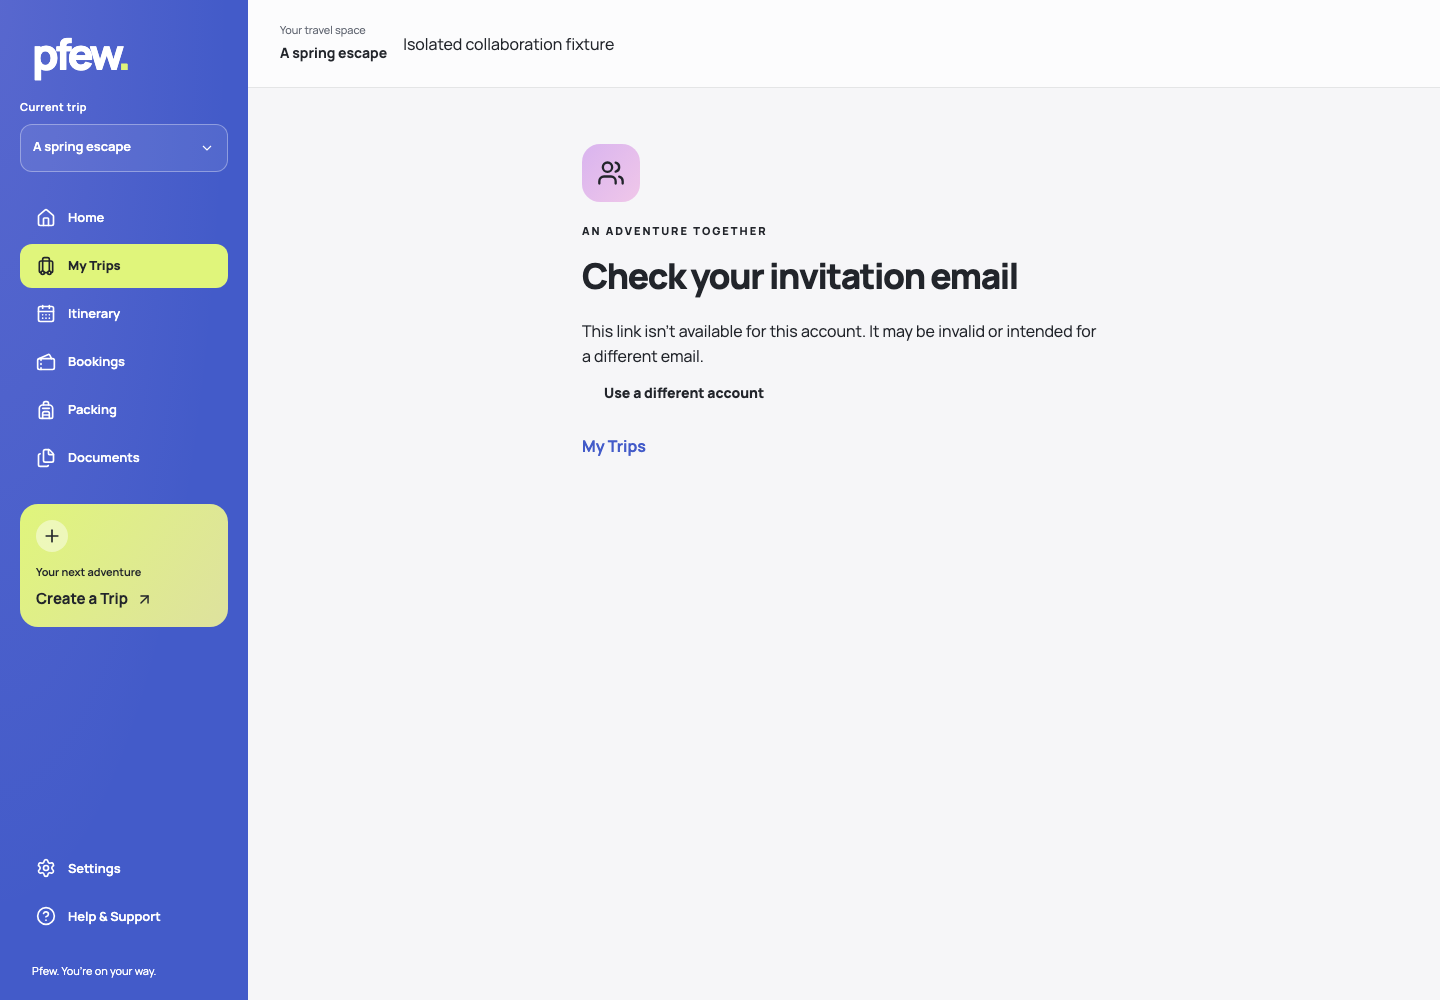 pfew.
Current trip
A spring escape
Home
My Trips
Itinerary
Bookings
Packing
Documents
Your next adventure
Create a Trip
Settings
Help & Support
Pfew. You're on your way.
Your travel space
A spring escape
Isolated collaboration fixture
AN ADVENTURE TOGETHER
Check your invitation email
This link isn't available for this account. It may be invalid or intended for
a different email.
Use a different account
My Trips